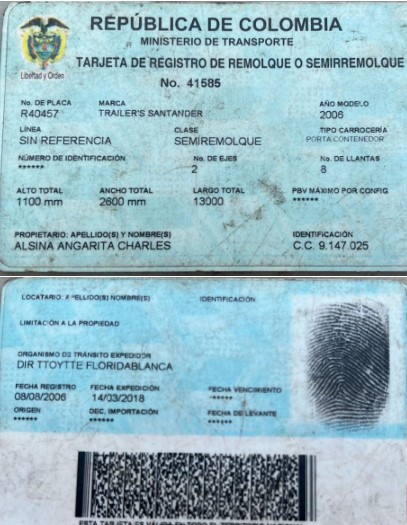 REPÚBLICA DE COLOMBIA
MINISTERIO DE TRANSPORTE
Libertad y Orden
TARJETA DE REGISTRO DE REMOLQUE O SEMIRREMOLQUE
No. 41585
No. DE PLACA MARCA AÑO MODELO
R40457 TRAILER'S SANTANDER 2006
LÍNEA CLASE TIPO CARROCERÍA
SIN REFERENCIA SEMIREMOLQUE PORTA CONTENEDOR
NÚMERO DE IDENTIFICACIÓN No. DE EJES No. DE LLANTAS
****** 2 8
ALTO TOTAL ANCHO TOTAL LARGO TOTAL PBV MÁXIMO POR CONFIG.
1100 mm 2600 mm 13000 ******
PROPIETARIO: APELLIDO(S) Y NOMBRE(S) IDENTIFICACIÓN
ALSINA ANGARITA CHARLES C.C. 9.147.025
LOCATARIO: APELLIDO(S) NOMBRE(S) IDENTIFICACIÓN
LIMITACIÓN A LA PROPIEDAD
ORGANISMO DE TRÁNSITO EXPEDIDOR
DIR TTOYTTE FLORIDABLANCA
FECHA REGISTRO FECHA EXPEDICIÓN FECHA VENCIMIENTO
08/08/2006 14/03/2018 ******
ORIGEN DEC. IMPORTACIÓN FECHA DE LEVANTE
****** ****** ******
ESTA TARJETA ES VÁLIDA EN TODO EL TERRITORIO